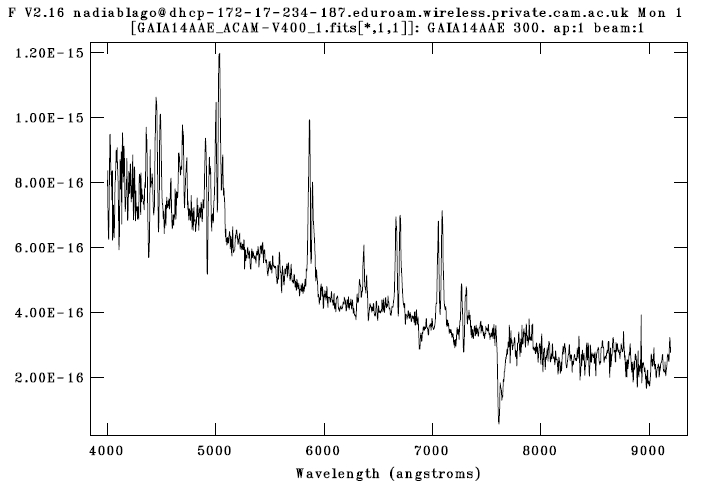 F V2.16 nadiablago@dhcp-172-17-234-187.eduroam.wireless.private.cam.ac.uk Mon 1
[GAIA14AAE_ACAM-V400_1.fits[*,1,1]]: GAIA14AAE 300. ap:1 beam:1
1.20E-15
1.00E-15
8.00E-16
6.00E-16
4.00E-16
2.00E-16
4000 5000 6000 7000 8000 9000
Wavelength (angstroms)